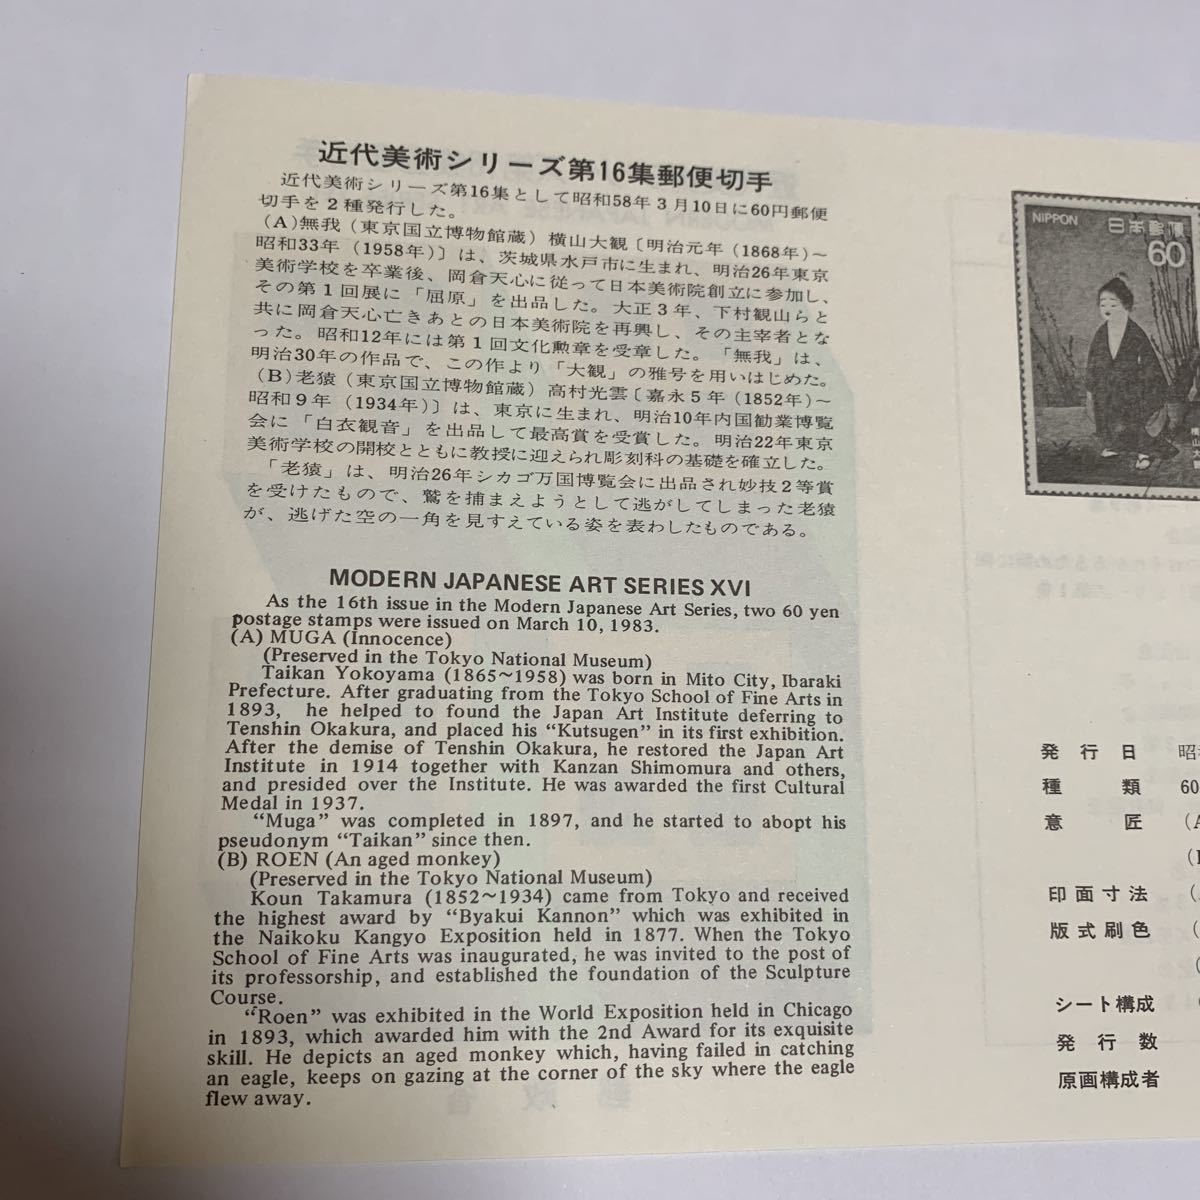 近代美術シリーズ第16集郵便切手
近代美術シリーズ第16集として昭和58年3月10日に60円郵便
切手を2種発行した。
(A)無我(東京国立博物館蔵)横山大観〔明治元年(1868年)~
昭和33年(1958年)〕は、茨城県水戸市に生まれ、明治26年東京
美術学校を卒業後、岡倉天心に従って日本美術院創立に参加し、
その第1回展に「屈原」を出品した。大正3年、下村観山らと
共に岡倉天心亡きあとの日本美術院を再興し、その主宰者とな
った。昭和12年には第1回文化勲章を受章した。「無我」は、
明治30年の作品で、この作より「大観」の雅号を用いはじめた。
(B)老猿(東京国立博物館蔵)高村光雲〔嘉永5年(1852年)~
昭和9年(1934年)〕は、東京に生まれ、明治10年内国勧業博覧
会に「白衣観音」を出品して最高賞を受賞した。明治22年東京
美術学校の開校とともに教授に迎えられ彫刻科の基礎を確立した。
「老猿」は、明治26年シカゴ万国博覧会に出品され妙技2等賞
を受けたもので、鷲を捕まえようとして逃がしてしまった老猿
が、逃げた空の一角を見すえている姿を表わしたものである。
MODERN JAPANESE ART SERIES XVI
As the 16th issue in the Modern Japanese Art Series, two 60 yen
postage stamps were issued on March 10, 1983.
(A) MUGA (Innocence)
(Preserved in the Tokyo National Museum)
Taikan Yokoyama (1865~1958) was born in Mito City, Ibaraki
Prefecture. After graduating from the Tokyo School of Fine Arts in
1893, he helped to found the Japan Art Institute deferring to
Tenshin Okakura, and placed his "Kutsugen" in its first exhibition.
After the demise of Tenshin Okakura, he restored the Japan Art
Institute in 1914 together with Kanzan Shimomura and others,
and presided over the Institute. He was awarded the first Cultural
Medal in 1937.
"Muga" was completed in 1897, and he started to abopt his
pseudonym "Taikan" since then.
(B) ROEN (An aged monkey)
(Preserved in the Tokyo National Museum)
Koun Takamura (1852~1934) came from Tokyo and received
the highest award by "Byakui Kannon" which was exhibited in
the Naikoku Kangyo Exposition held in 1877. When the Tokyo
School of Fine Arts was inaugurated, he was invited to the post of
its professorship, and established the foundation of the Sculpture
Course.
"Roen" was exhibited in the World Exposition held in Chicago
in 1893, which awarded him with the 2nd Award for its exquisite
skill. He depicts an aged monkey which, having failed in catching
an eagle, keeps on gazing at the corner of the sky where the eagle
flew away.
NIPPON 日本郵便
60
発行日 昭
種類 60
意匠 (A
印面寸法
版式刷色
シート構成
発行数
原画構成者